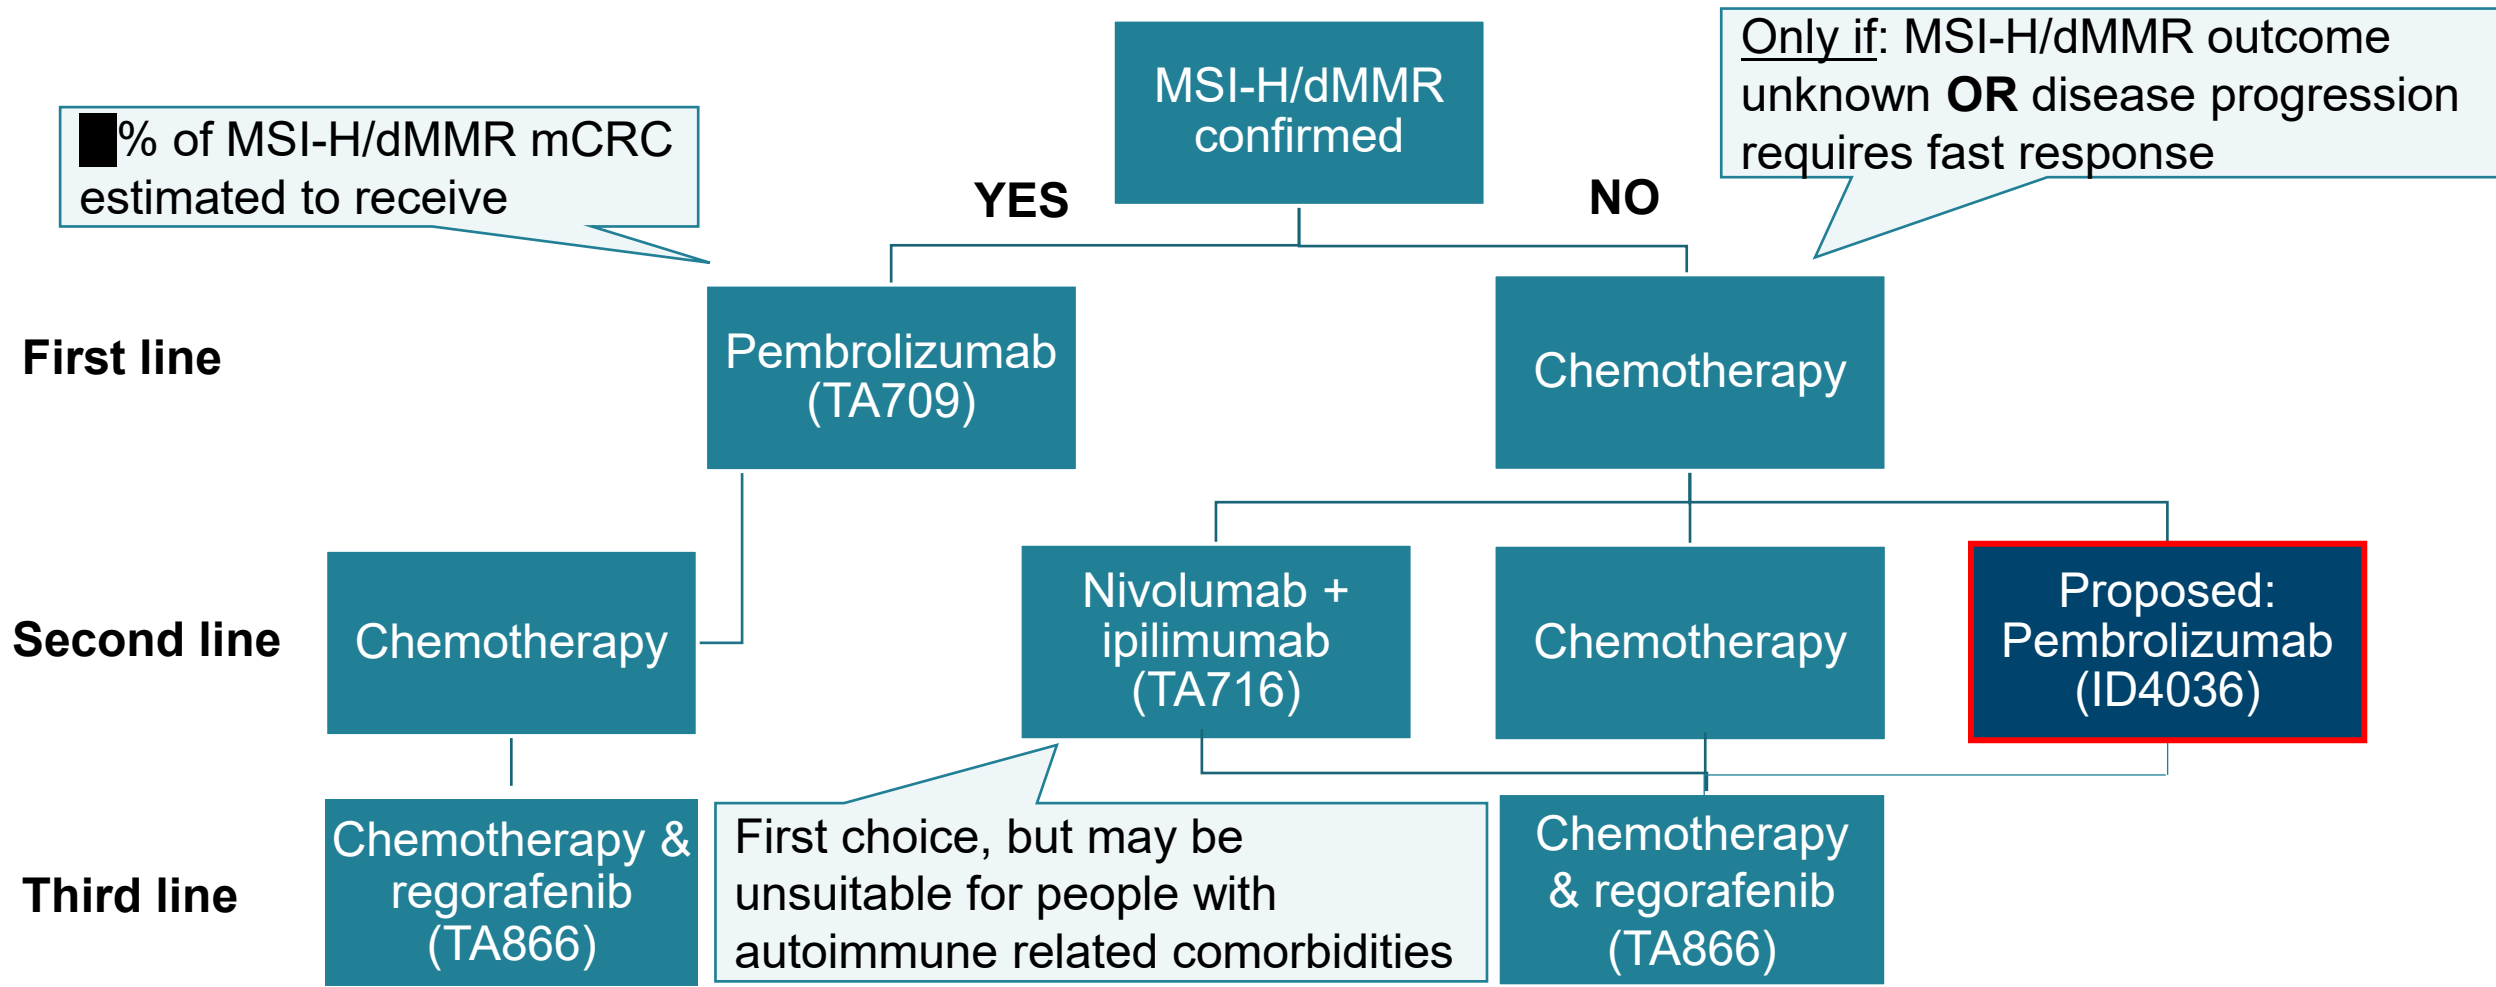 MSI-H/dMMR
confirmed
Only if: MSI-H/dMMR outcome
unknown OR disease progression
requires fast response
% of MSI-H/dMMR mCRC
estimated to receive
YES
NO
First line
Pembrolizumab
(TA709)
Chemotherapy
Second line
Chemotherapy
Nivolumab +
ipilimumab
(TA716)
Chemotherapy
Proposed:
Pembrolizumab
(ID4036)
Third line
Chemotherapy &
regorafenib
(TA866)
First choice, but may be
unsuitable for people with
autoimmune related comorbidities
Chemotherapy
& regorafenib
(TA866)